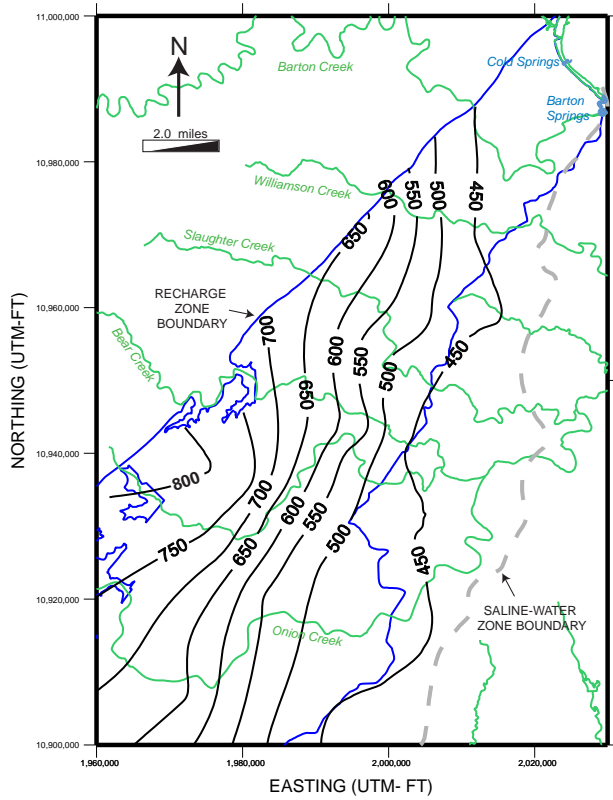 11,000,000
N
Cold Springs
Barton Creek
Barton
Springs
2.0 miles
10,980,000
Williamson Creek
600
550
500
450
Slaughter Creek
650
RECHARGE
ZONE
BOUNDARY
10,960,000
700
Bear Creek
600
550
500
450
650
NORTHING (UTM-FT)
10,940,000
800
700
750
650
600
550
500
450
10,920,000
SALINE-WATER
ZONE BOUNDARY
Onion Creek
10,900,000
1,960,000
1,980,000
2,000,000
2,020,000
EASTING (UTM- FT)